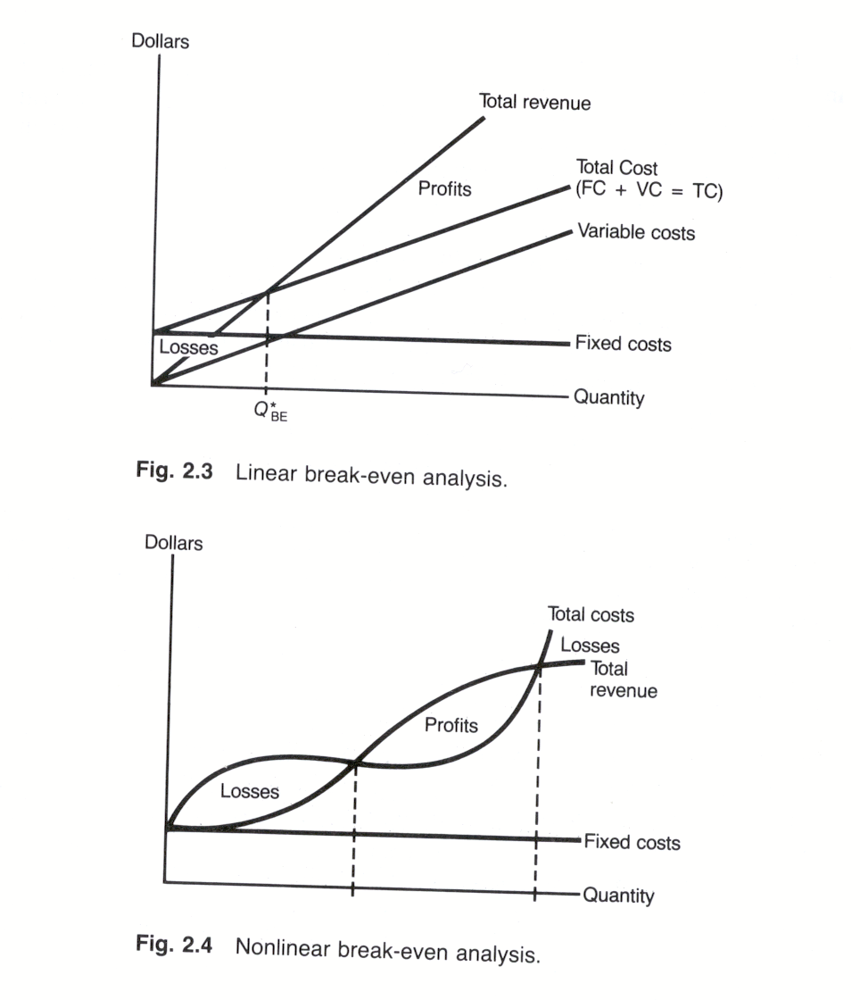 Dollars
Total revenue
Total Cost
(FC + VC = TC)
Profits
Variable costs
Fixed costs
Losses
Quantity
Q*BE
Fig. 2.3 Linear break-even analysis.
Dollars
Total costs
Losses
Total
revenue
Profits
Losses
Fixed costs
Quantity
Fig. 2.4 Nonlinear break-even analysis.